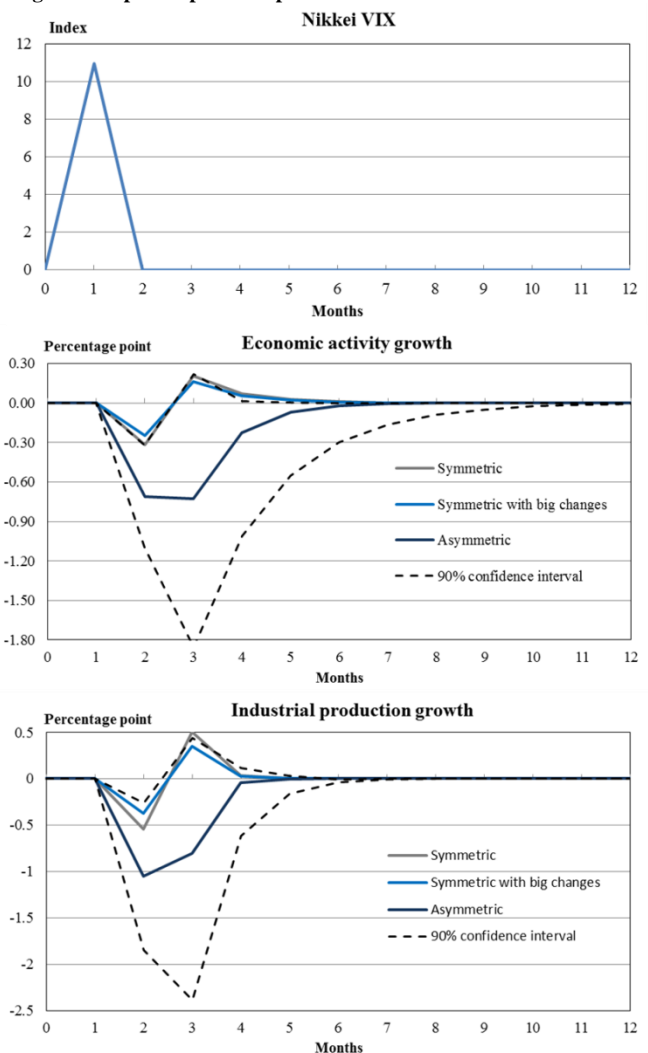 Nikkei VIX
Index
12
10
8
6
4
2
0
0 1 2 3 4 5 6 7 8 9 10 11 12
Months
Economic activity growth
Percentage point
0.30
0.00
-0.30
-0.60
-0.90
-1.20
-1.50
-1.80
Symmetric
Symmetric with big changes
Asymmetric
90% confidence interval
0 1 2 3 4 5 6 7 8 9 10 11 12
Months
Industrial production growth
Percentage point
0.5
0
-0.5
-1
-1.5
-2
-2.5
Symmetric
Symmetric with big changes
Asymmetric
90% confidence interval
0 1 2 3 4 5 6 7 8 9 10 11 12
Months